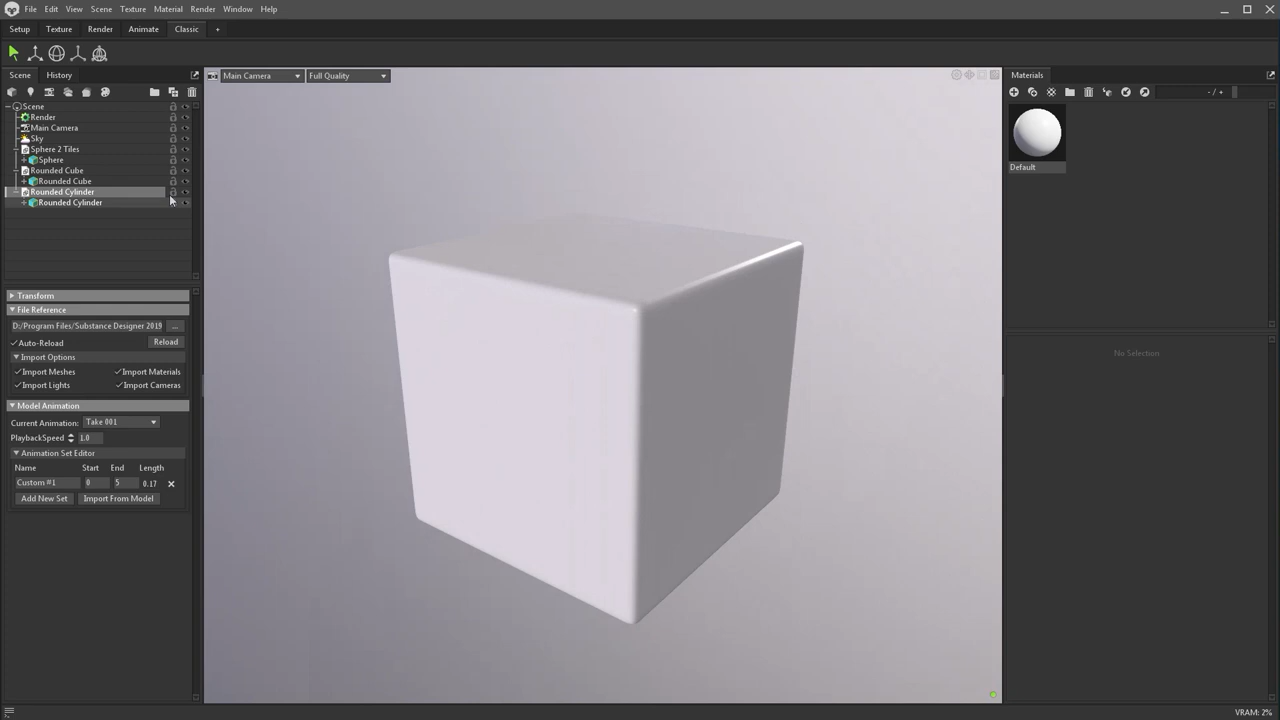 File Edit View Scene Texture Material Render Window Help
Setup Texture Render Animate Classic +
Scene History
Main Camera
Full Quality
Materials
- / +
Scene
Render
Main Camera
Sky
Sphere 2 Tiles
Sphere
Rounded Cube
Rounded Cube
Rounded Cylinder
Rounded Cylinder
Default
Transform
File Reference
D:/Program Files/Substance Designer 2019 ...
Auto-Reload Reload
Import Options
Import Meshes Import Materials
Import Lights Import Cameras
Model Animation
Current Animation: Take 001
PlaybackSpeed 1.0
Animation Set Editor
Name Start End Length
Custom #1 0 5 0.17
Add New Set Import From Model
No Selection
VRAM: 2%